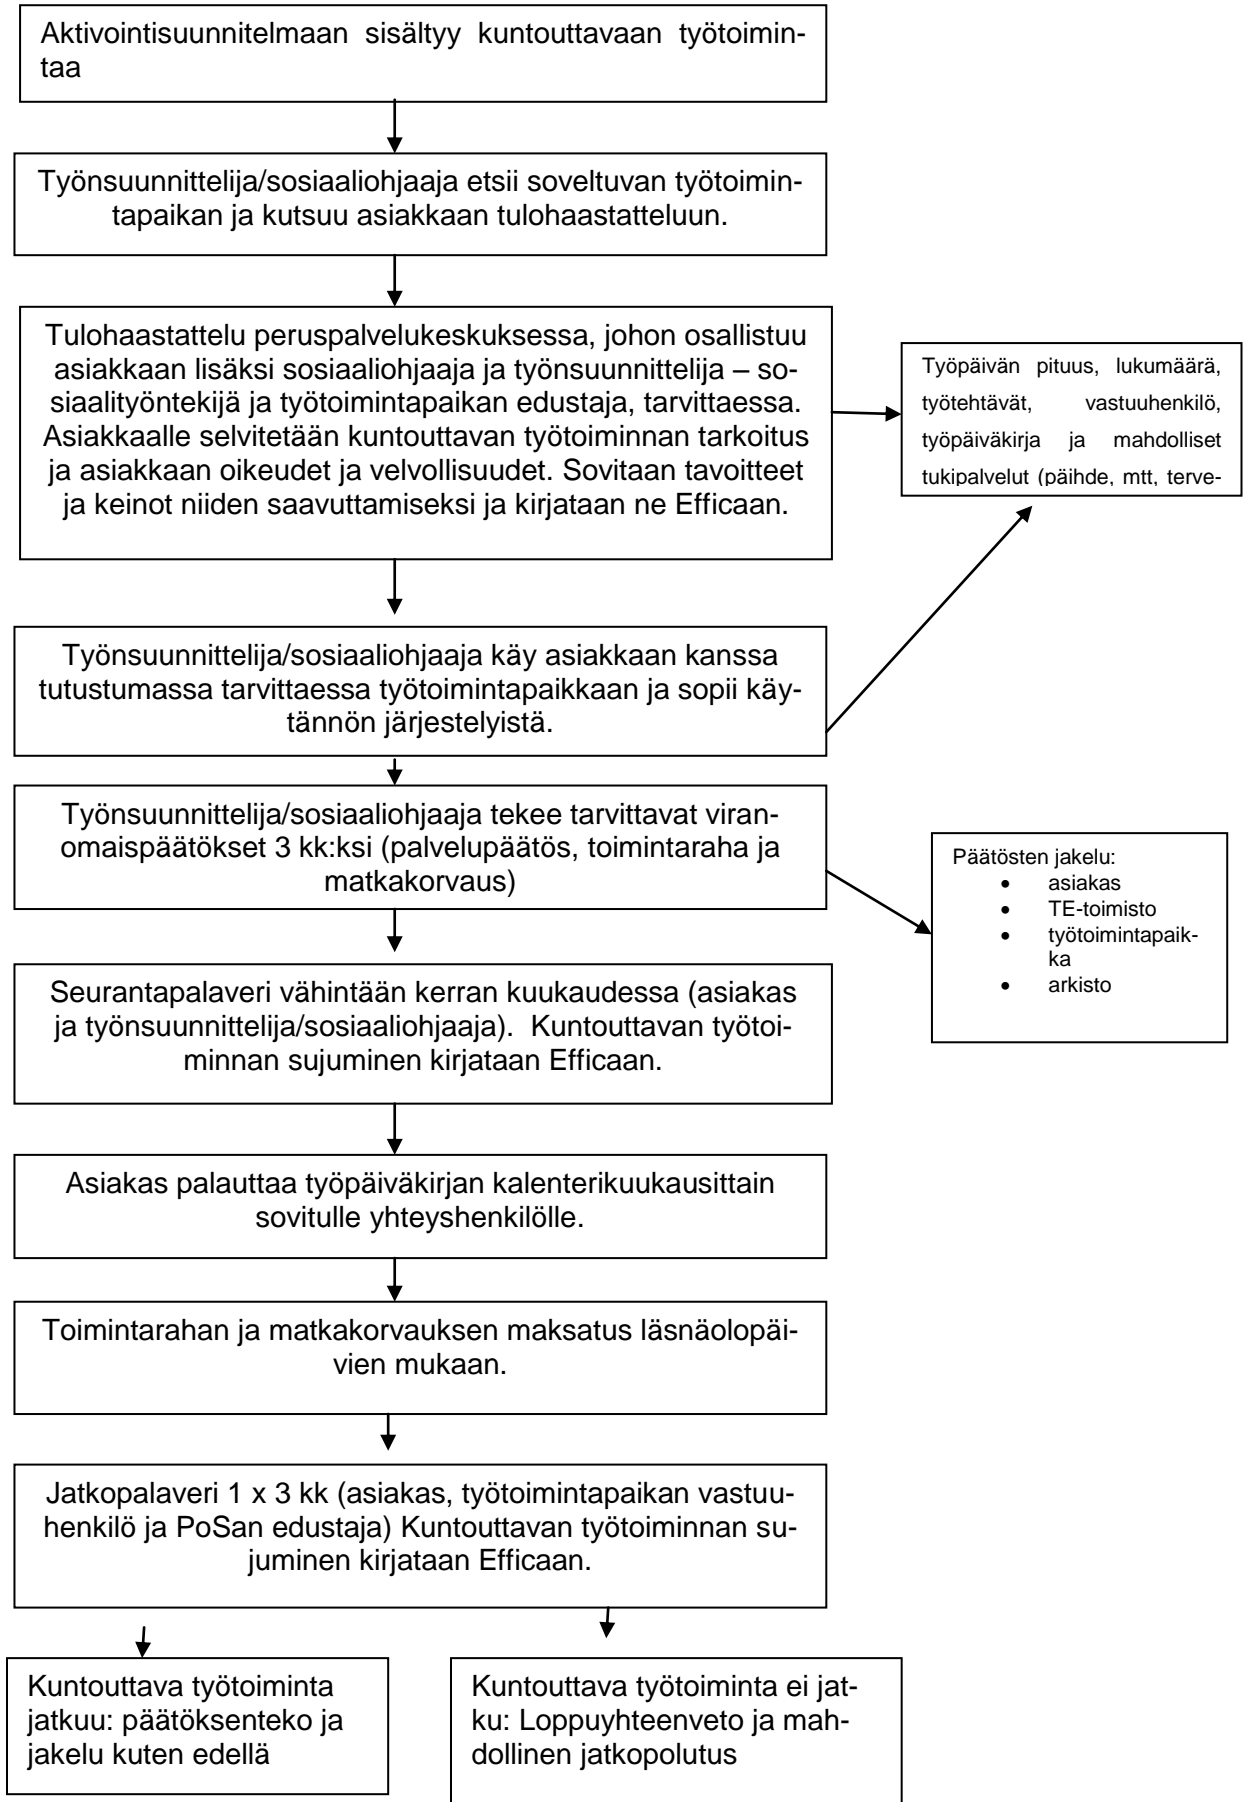 Aktivointisuunnitelmaan sisältyy kuntouttavaan työtoimin-
taa
Työnsuunnittelija/sosiaaliohjaaja etsii soveltuvan työtoimin-
tapaikan ja kutsuu asiakkaan tulohaastatteluun.
Tulohaastattelu peruspalvelukeskuksessa, johon osallistuu
asiakkaan lisäksi sosiaaliohjaaja ja työnsuunnittelija – so-
siaalityöntekijä ja työtoimintapaikan edustaja, tarvittaessa.
Asiakkaalle selvitetään kuntouttavan työtoiminnan tarkoitus
ja asiakkaan oikeudet ja velvollisuudet. Sovitaan tavoitteet
ja keinot niiden saavuttamiseksi ja kirjataan ne Efficaan.
Työpäivän pituus, lukumäärä,
työtehtävät, vastuuhenkilö,
työpäiväkirja ja mahdolliset
tukipalvelut (päihde, mtt, terve-
Työnsuunnittelija/sosiaaliohjaaja käy asiakkaan kanssa
tutustumassa tarvittaessa työtoimintapaikkaan ja sopii käy-
tännön järjestelyistä.
Työnsuunnittelija/sosiaaliohjaaja tekee tarvittavat viran-
omaispäätökset 3 kk:ksi (palvelupäätös, toimintaraha ja
matkakorvaus)
Päätösten jakelu:
• asiakas
• TE-toimisto
• työtoimintapaik-
ka
• arkisto
Seurantapalaveri vähintään kerran kuukaudessa (asiakas
ja työnsuunnittelija/sosiaaliohjaaja). Kuntouttavan työtoi-
minnan sujuminen kirjataan Efficaan.
Asiakas palauttaa työpäiväkirjan kalenterikuukausittain
sovitulle yhteyshenkilölle.
Toimintarahan ja matkakorvauksen maksatus läsnäolopäi-
vien mukaan.
Jatkopalaveri 1 x 3 kk (asiakas, työtoimintapaikan vastuu-
henkilö ja PoSan edustaja) Kuntouttavan työtoiminnan su-
juminen kirjataan Efficaan.
Kuntouttava työtoiminta
jatkuu: päätöksenteko ja
jakelu kuten edellä
Kuntouttava työtoiminta ei jat-
ku: Loppuyhteenveto ja mah-
dollinen jatkopolutus